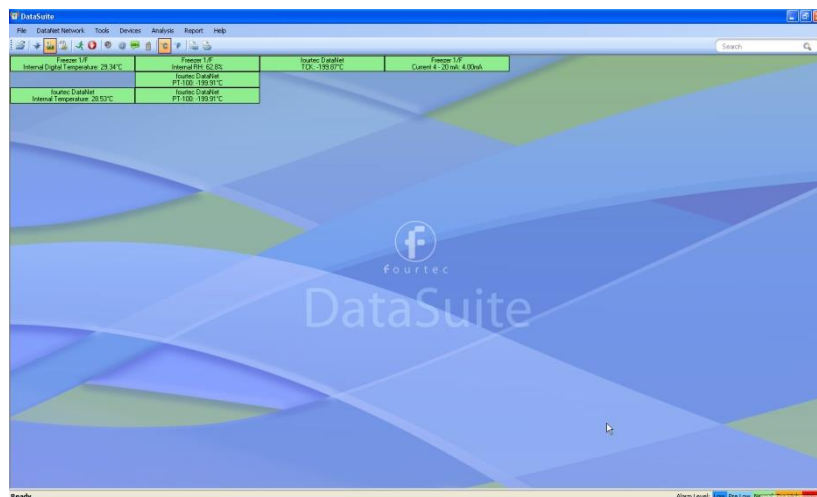 DataSuite
File DataNet Network Tools Devices Analysis Report Help
Search
Freezer 1/F
Internal Digital Temperature: 29.34°C
Freezer 1/F
Internal RH: 62.8%
fourtec DataNet
TCK: -199.87°C
Freezer 1/F
Current 4 - 20 mA: 4.00mA
fourtec DataNet
PT-100: -199.91°C
fourtec DataNet
Internal Temperature: 28.53°C
fourtec DataNet
PT-100: -199.91°C
fourtec
DataSuite
Ready
Alarm Level: Low Pre Low